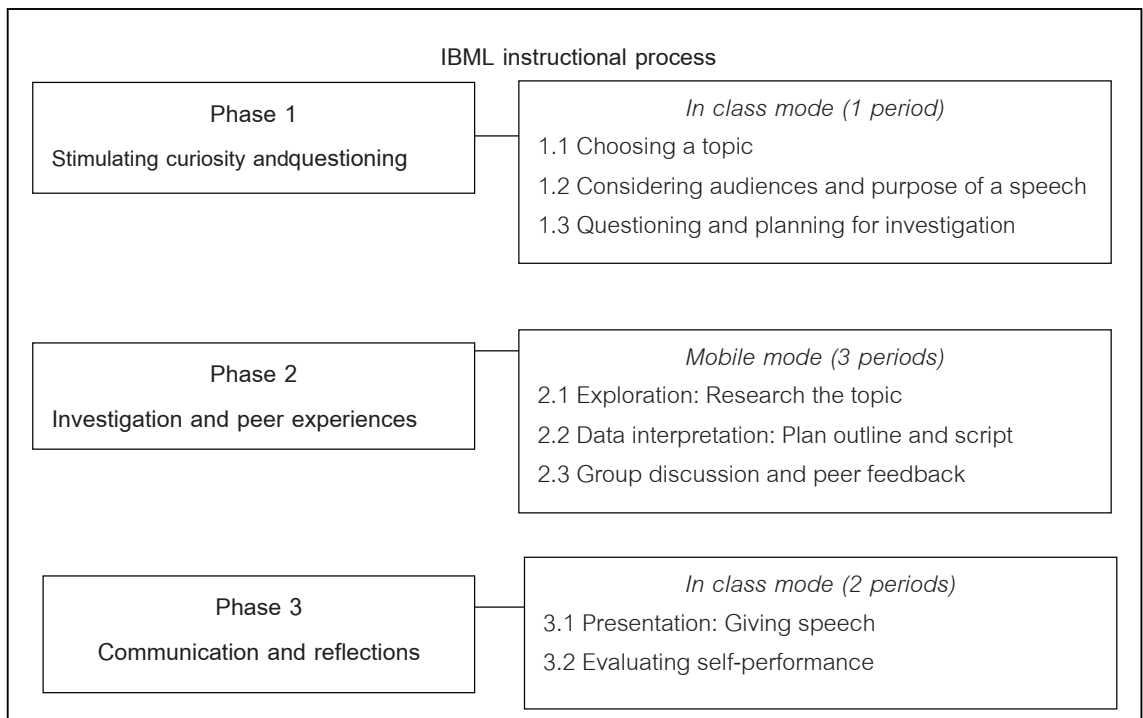 IBML instructional process
Phase 1
Stimulating curiosity andquestioning
In class mode (1 period)
1.1 Choosing a topic
1.2 Considering audiences and purpose of a speech
1.3 Questioning and planning for investigation
Phase 2
Investigation and peer experiences
Mobile mode (3 periods)
2.1 Exploration: Research the topic
2.2 Data interpretation: Plan outline and script
2.3 Group discussion and peer feedback
Phase 3
Communication and reflections
In class mode (2 periods)
3.1 Presentation: Giving speech
3.2 Evaluating self-performance